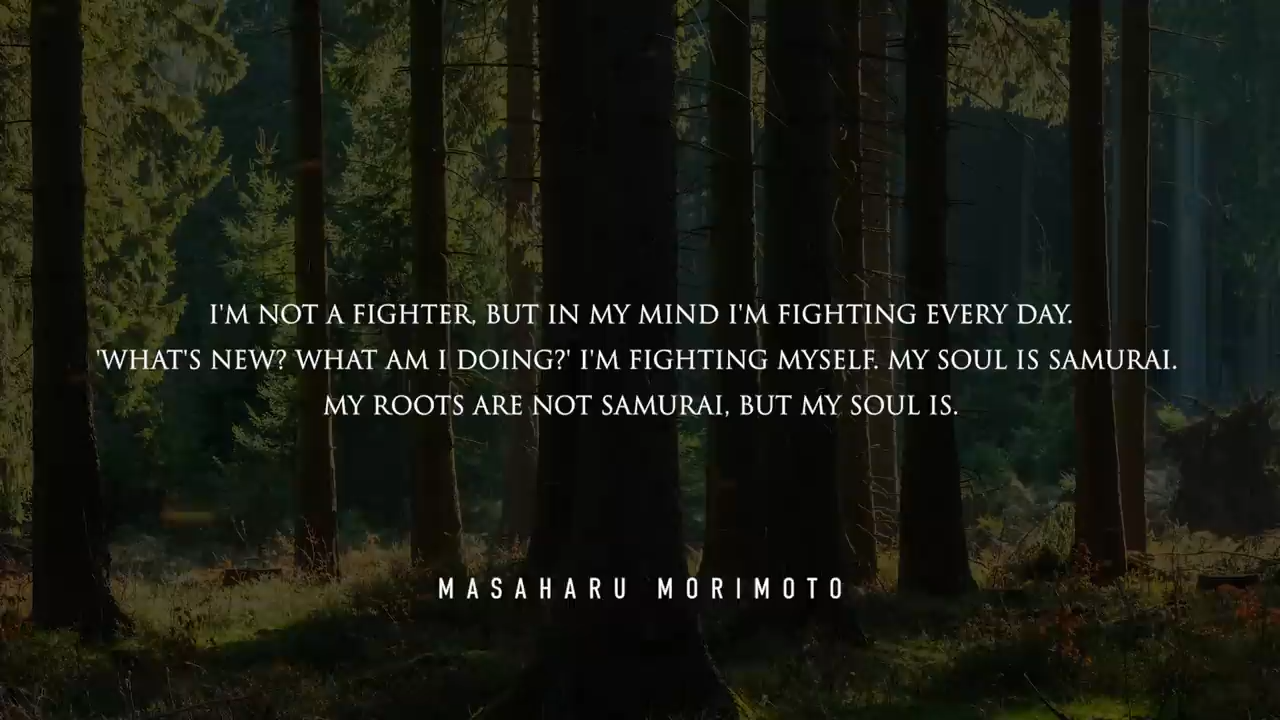 I'M NOT A FIGHTER, BUT IN MY MIND I'M FIGHTING EVERY DAY.
'WHAT'S NEW? WHAT AM I DOING?' I'M FIGHTING MYSELF. MY SOUL IS SAMURAI.
MY ROOTS ARE NOT SAMURAI, BUT MY SOUL IS.
MASAHARU MORIMOTO